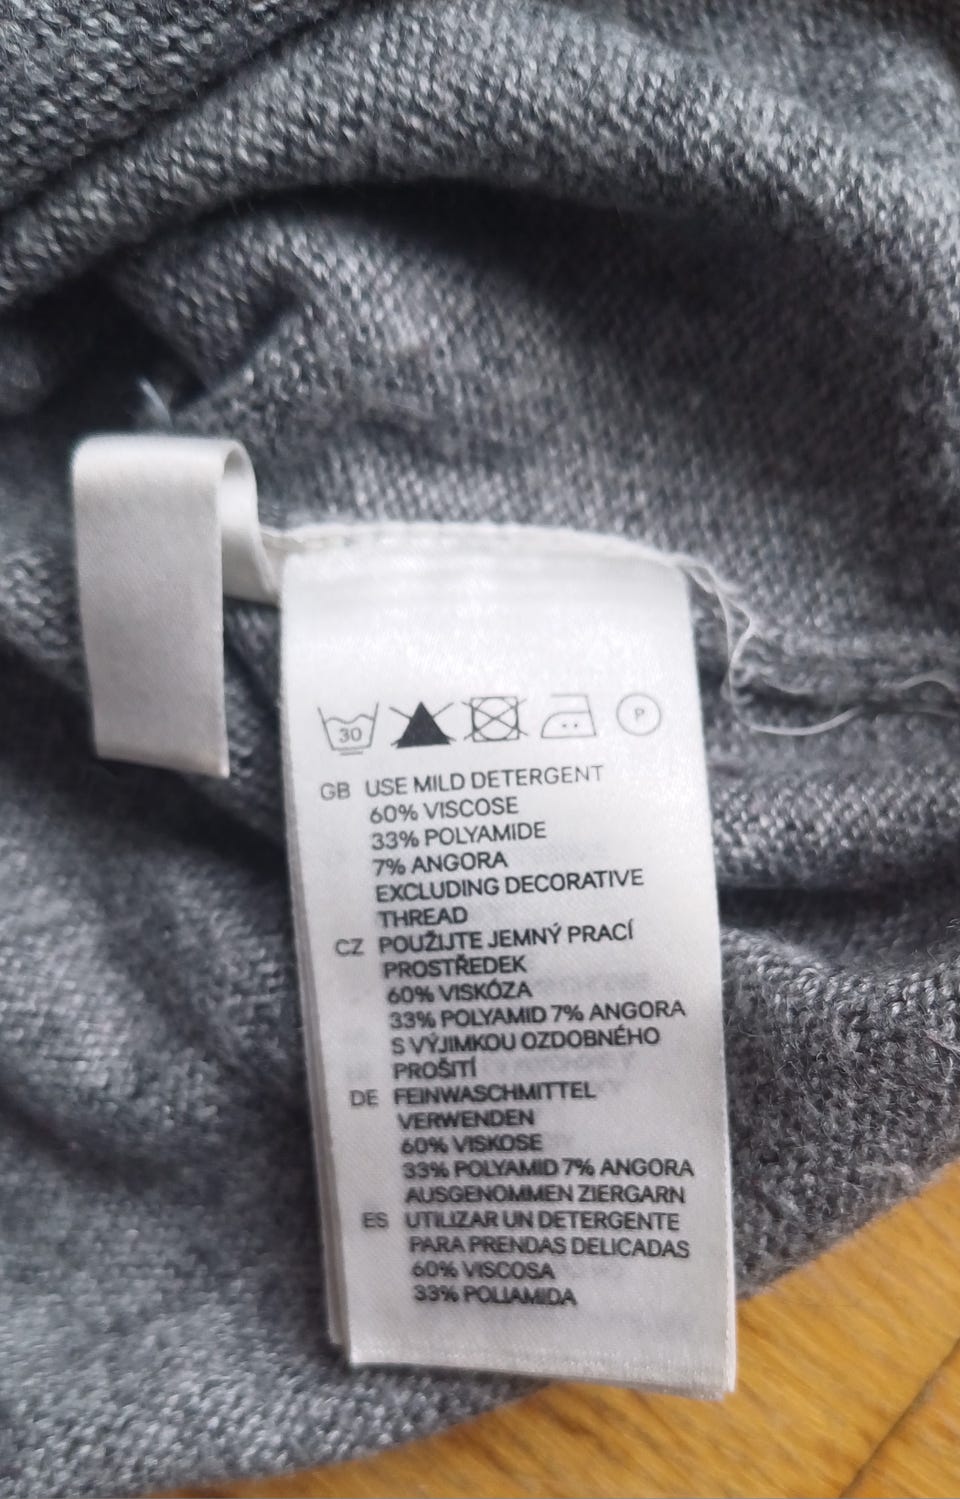 30 P
GB USE MILD DETERGENT
60% VISCOSE
33% POLYAMIDE
7% ANGORA
EXCLUDING DECORATIVE
THREAD
CZ POUŽIJTE JEMNÝ PRACÍ
PROSTŘEDEK
60% VISKÓZA
33% POLYAMID 7% ANGORA
S VÝJIMKOU OZDOBNÉHO
PROŠITÍ
DE FEINWASCHMITTEL
VERWENDEN
60% VISKOSE
33% POLYAMID 7% ANGORA
AUSGENOMMEN ZIERGARN
ES UTILIZAR UN DETERGENTE
PARA PRENDAS DELICADAS
60% VISCOSA
33% POLIAMIDA